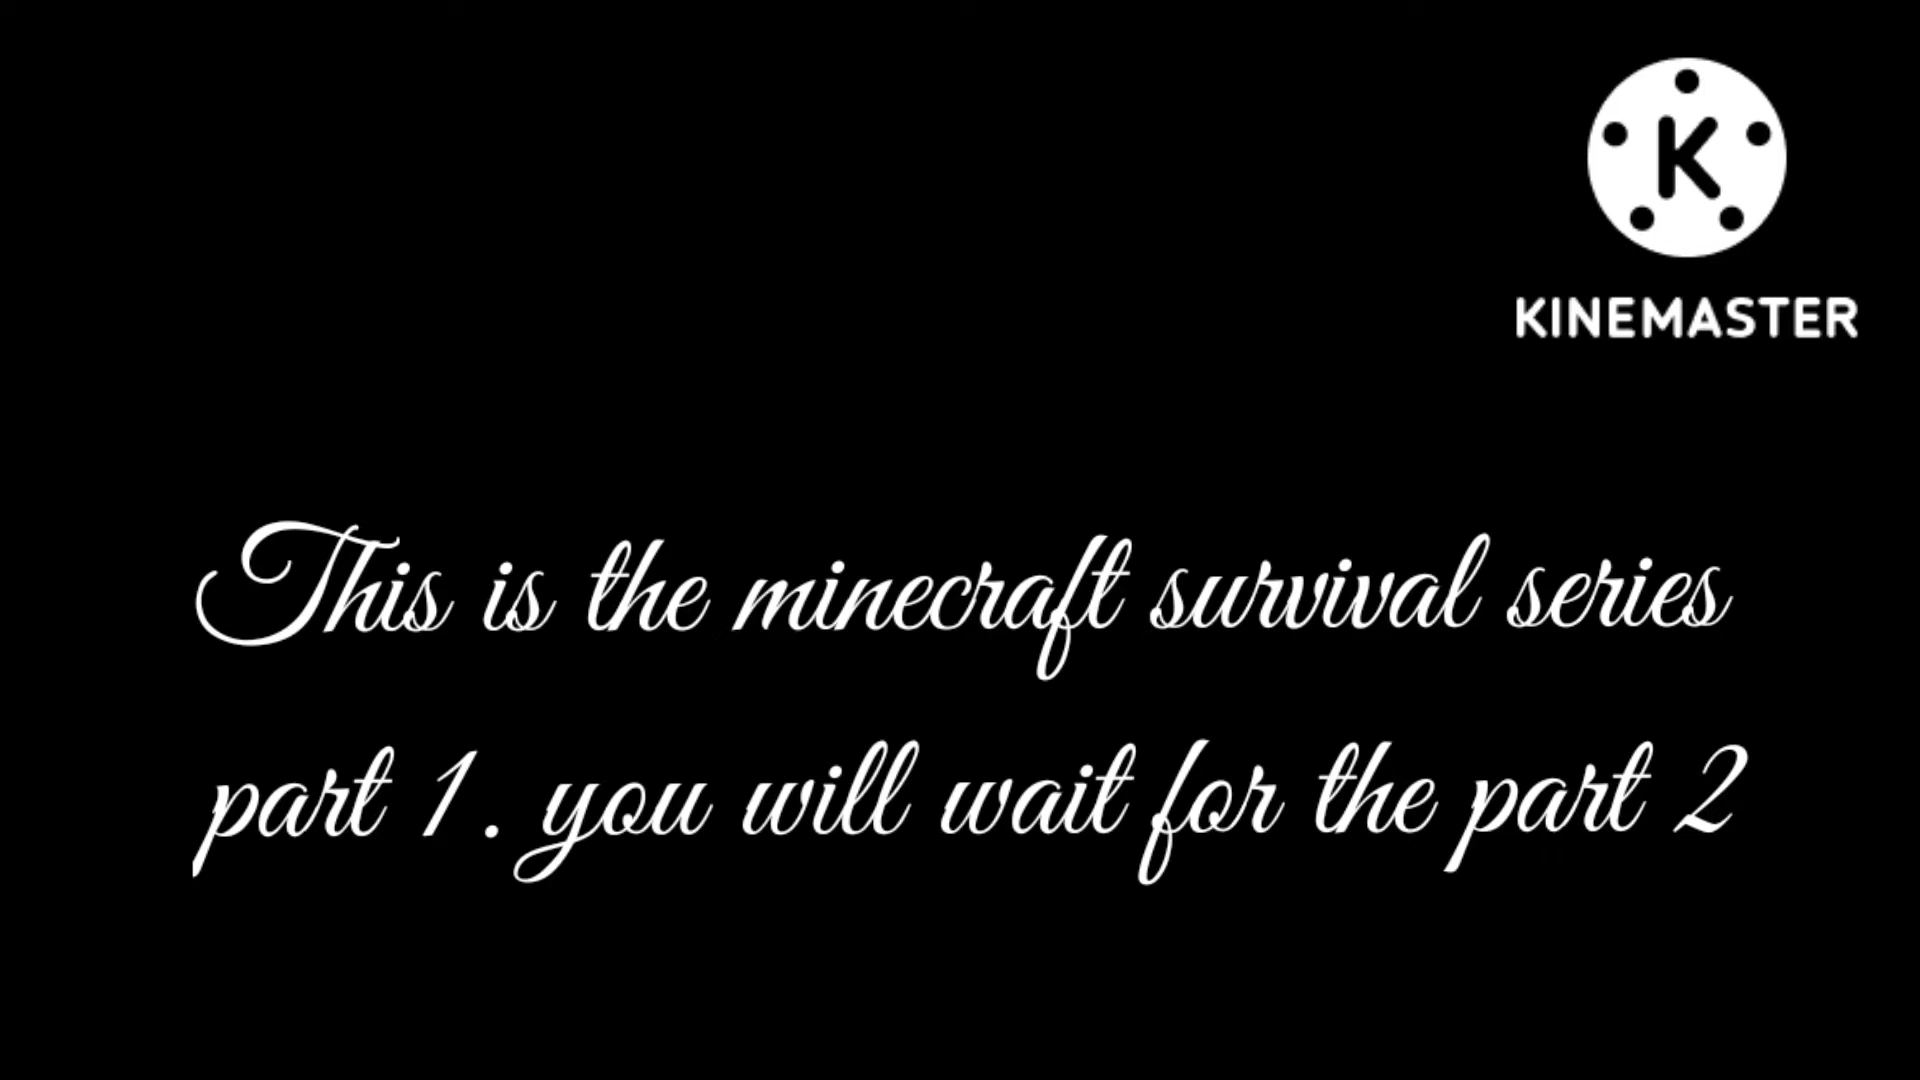 K
KINEMASTER
This is the minecraft survival series
part 1. you will wait for the part 2